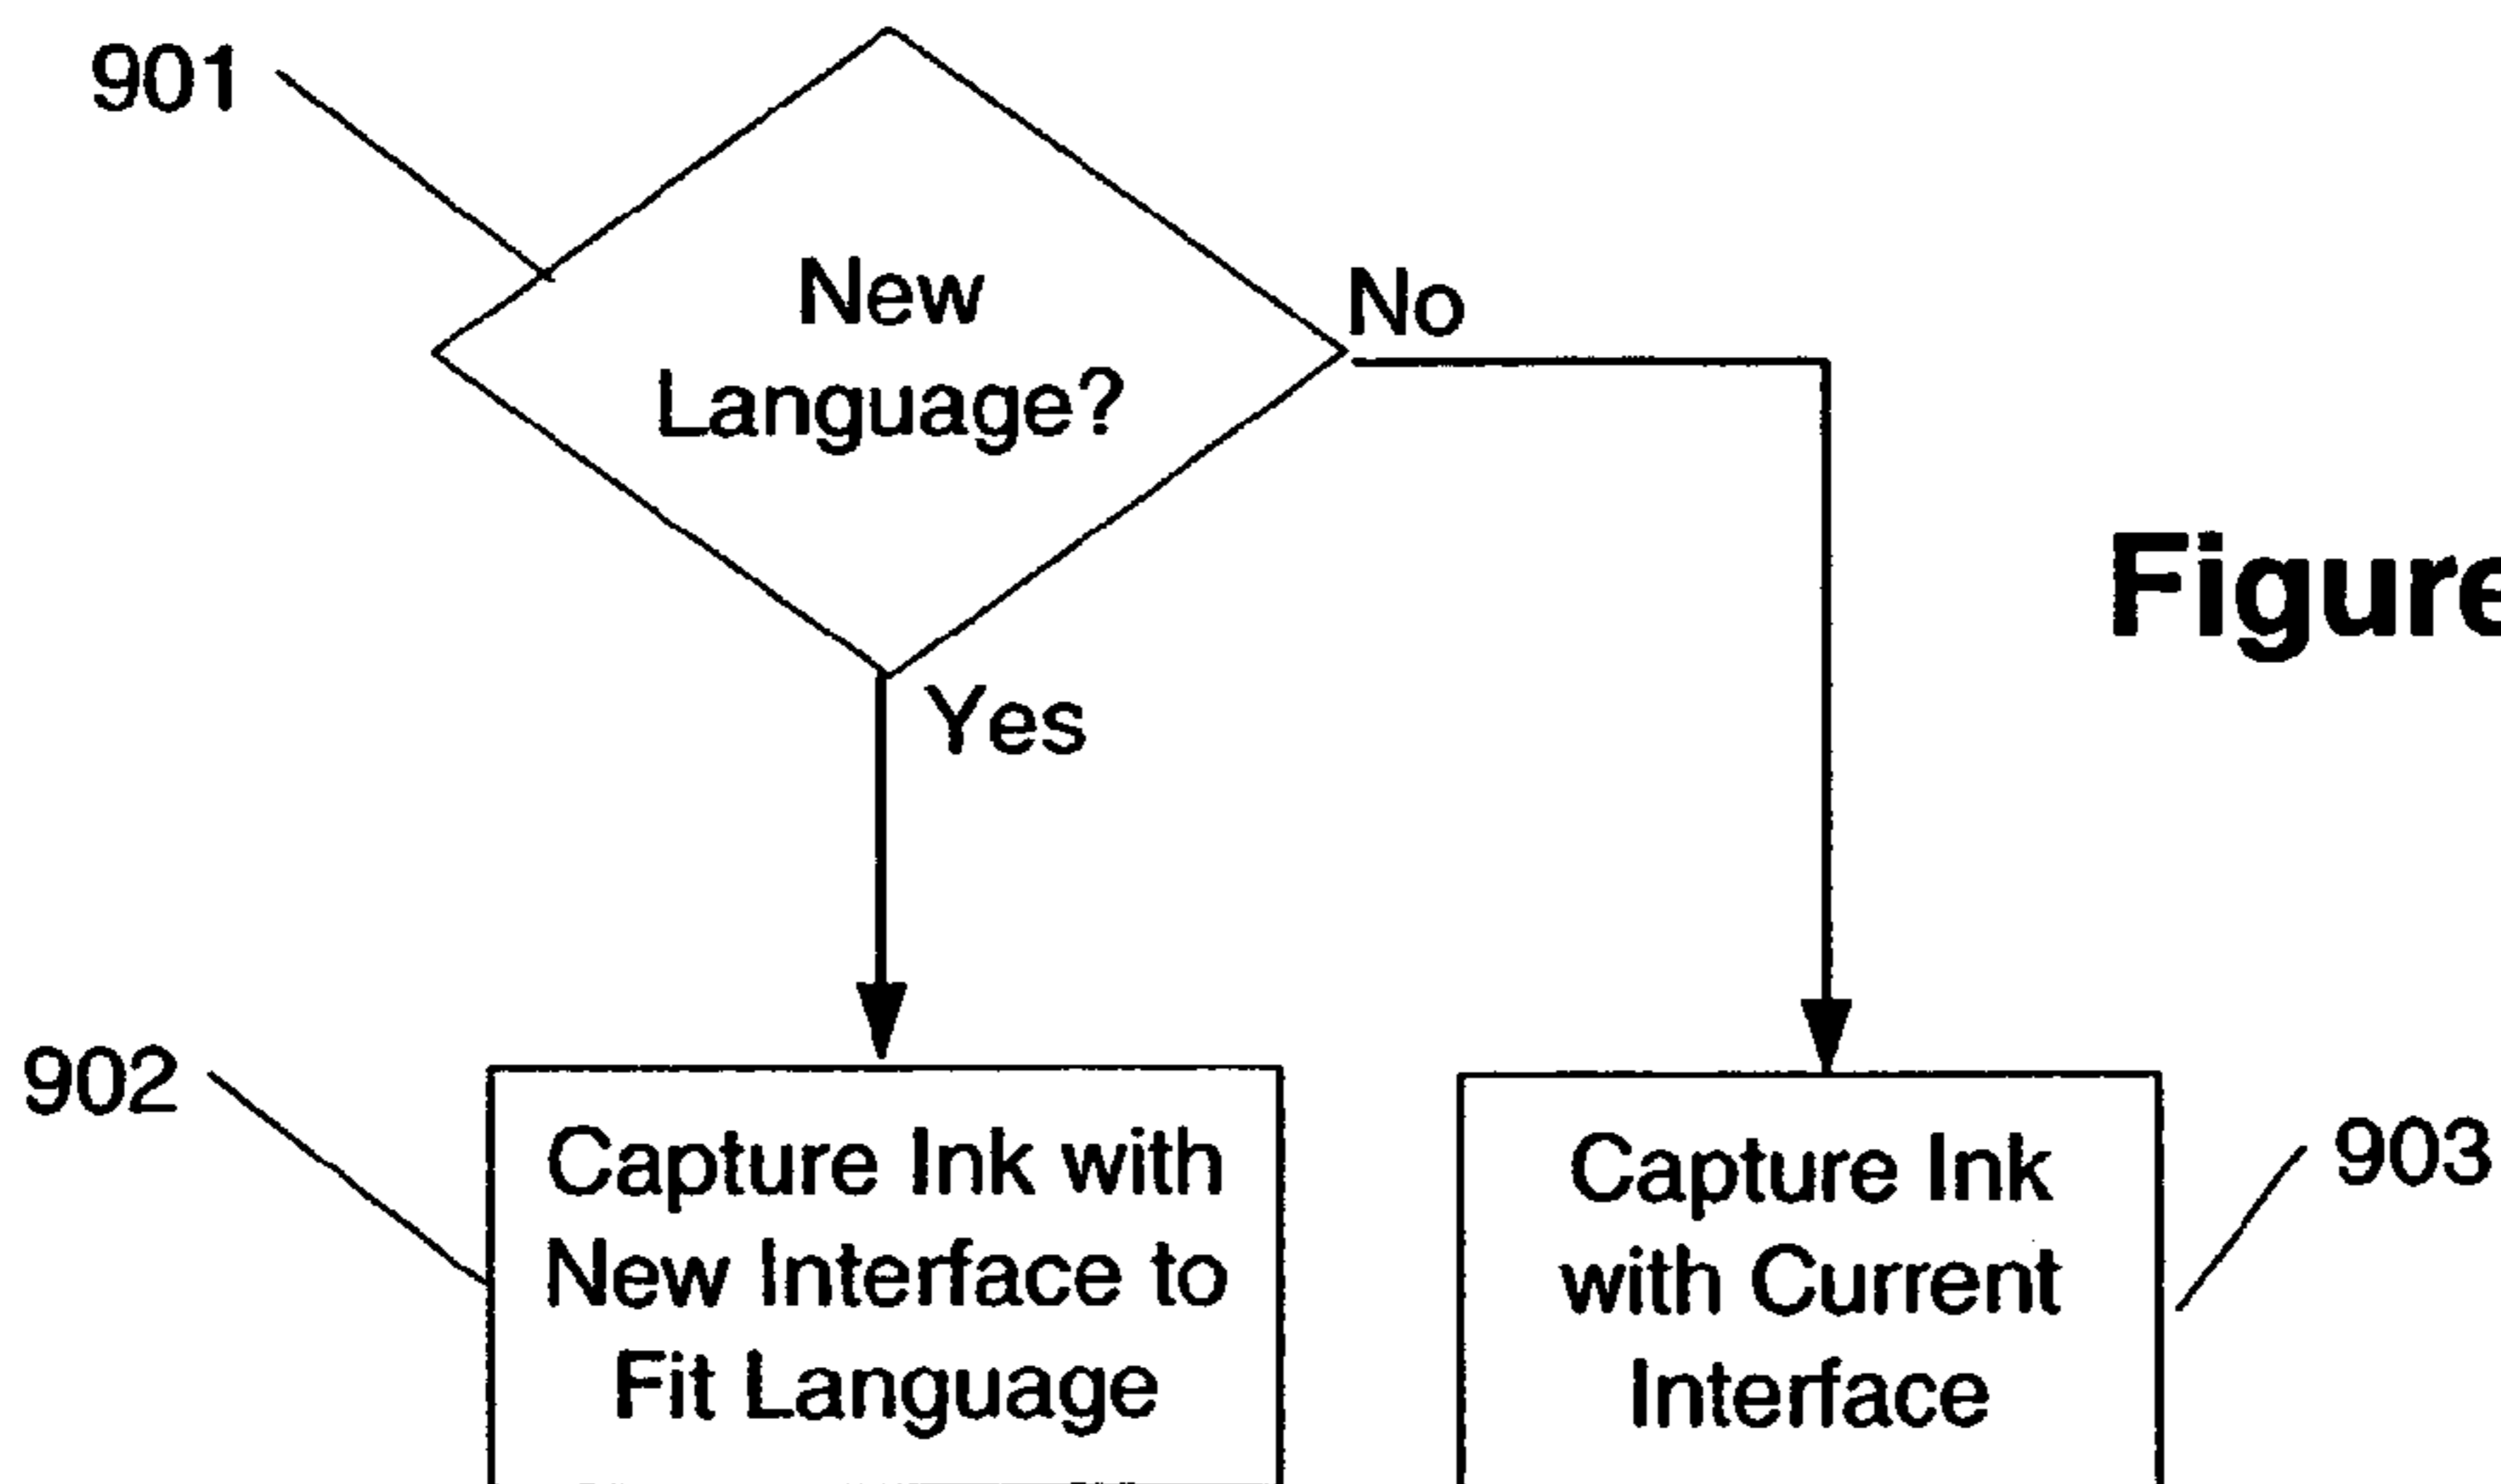 901
New
Language?
No
Figure
Yes
902
Capture Ink with
New Interface to
Fit Language
Capture Ink
with Current
Interface
903